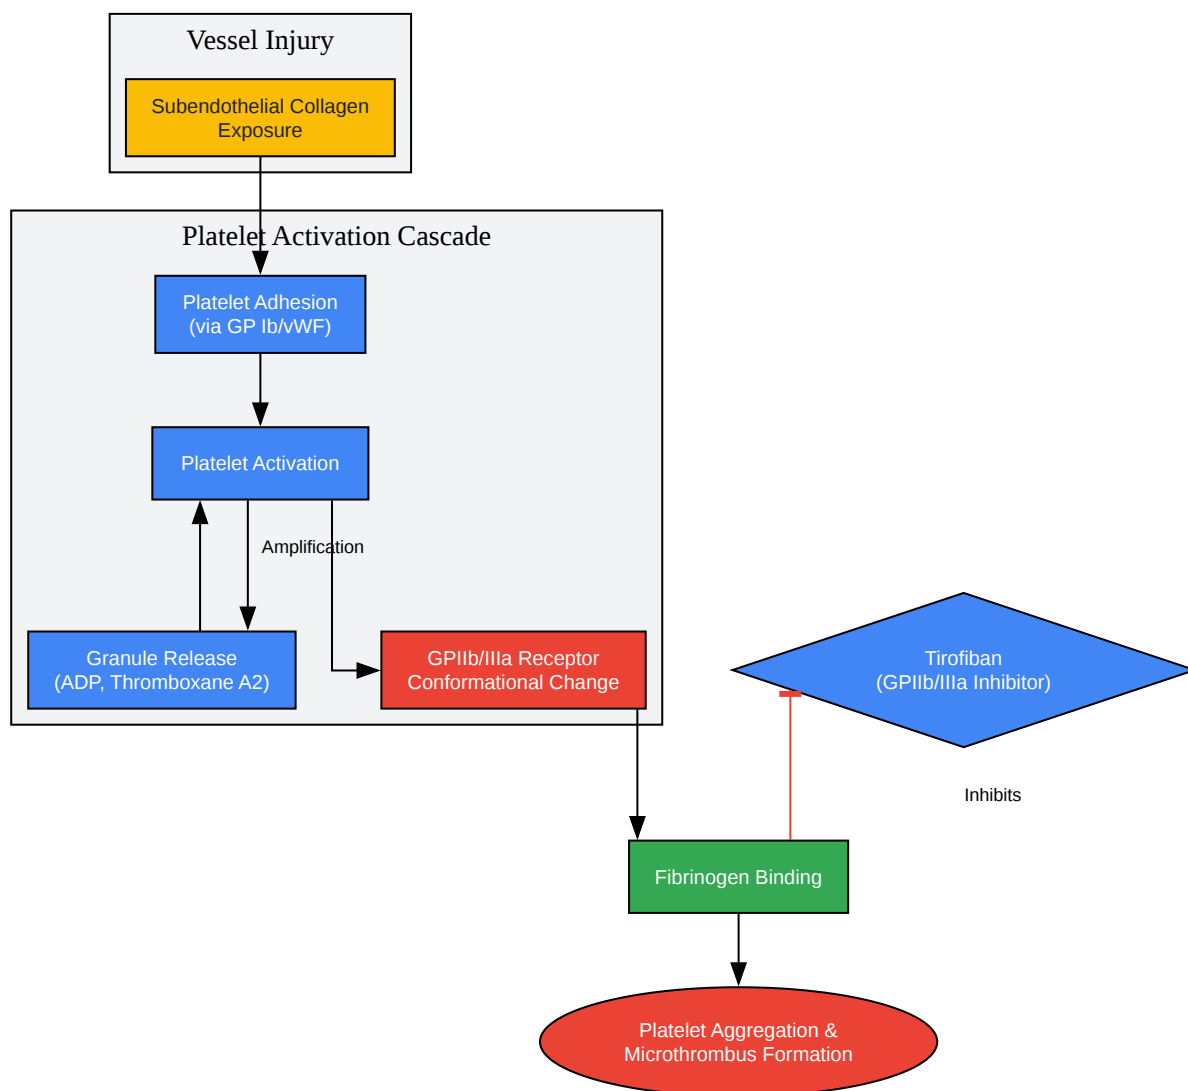 Vessel Injury
Subendothelial Collagen
Exposure
Platelet Activation Cascade
Platelet Adhesion
(via GP Ib/vWF)
Platelet Activation
Amplification
Granule Release
(ADP, Thromboxane A2)
GPIIb/IIIa Receptor
Conformational Change
Tirofiban
(GPIIb/IIIa Inhibitor)
Inhibits
Fibrinogen Binding
Platelet Aggregation &
Microthrombus Formation